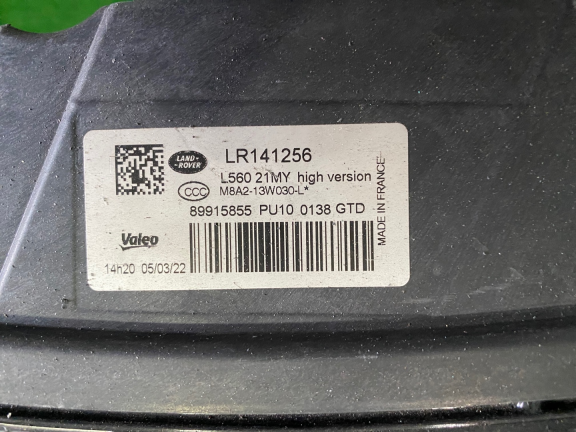 LAND-
ROVER
LR141256
L560 21MY high version
CCC
M8A2-13W030-L*
89915855 PU10 0138 GTD
Valeo
14h20 05/03/22
MADE IN FRANCE